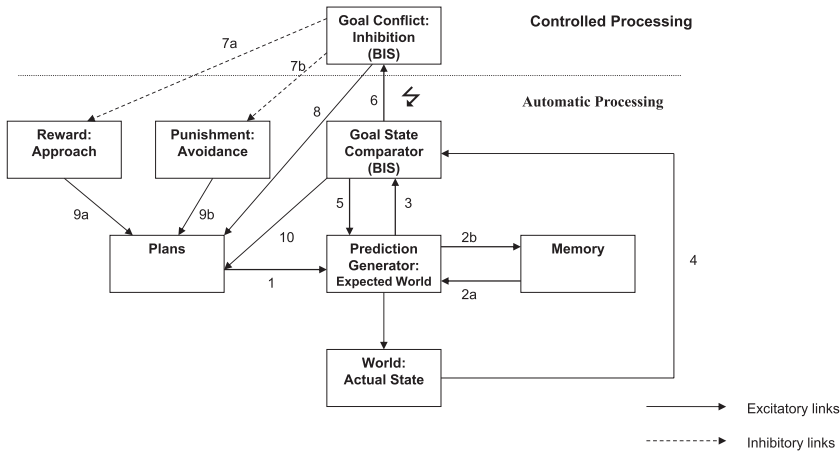 Goal Conflict:
Inhibition
(BIS)
Controlled Processing
7a
7b
8
6
Automatic Processing
Reward:
Approach
Punishment:
Avoidance
Goal State
Comparator
(BIS)
9a
9b
10
5
3
Plans
1
Prediction
Generator:
Expected World
2b
2a
Memory
4
World:
Actual State
Excitatory links
Inhibitory links